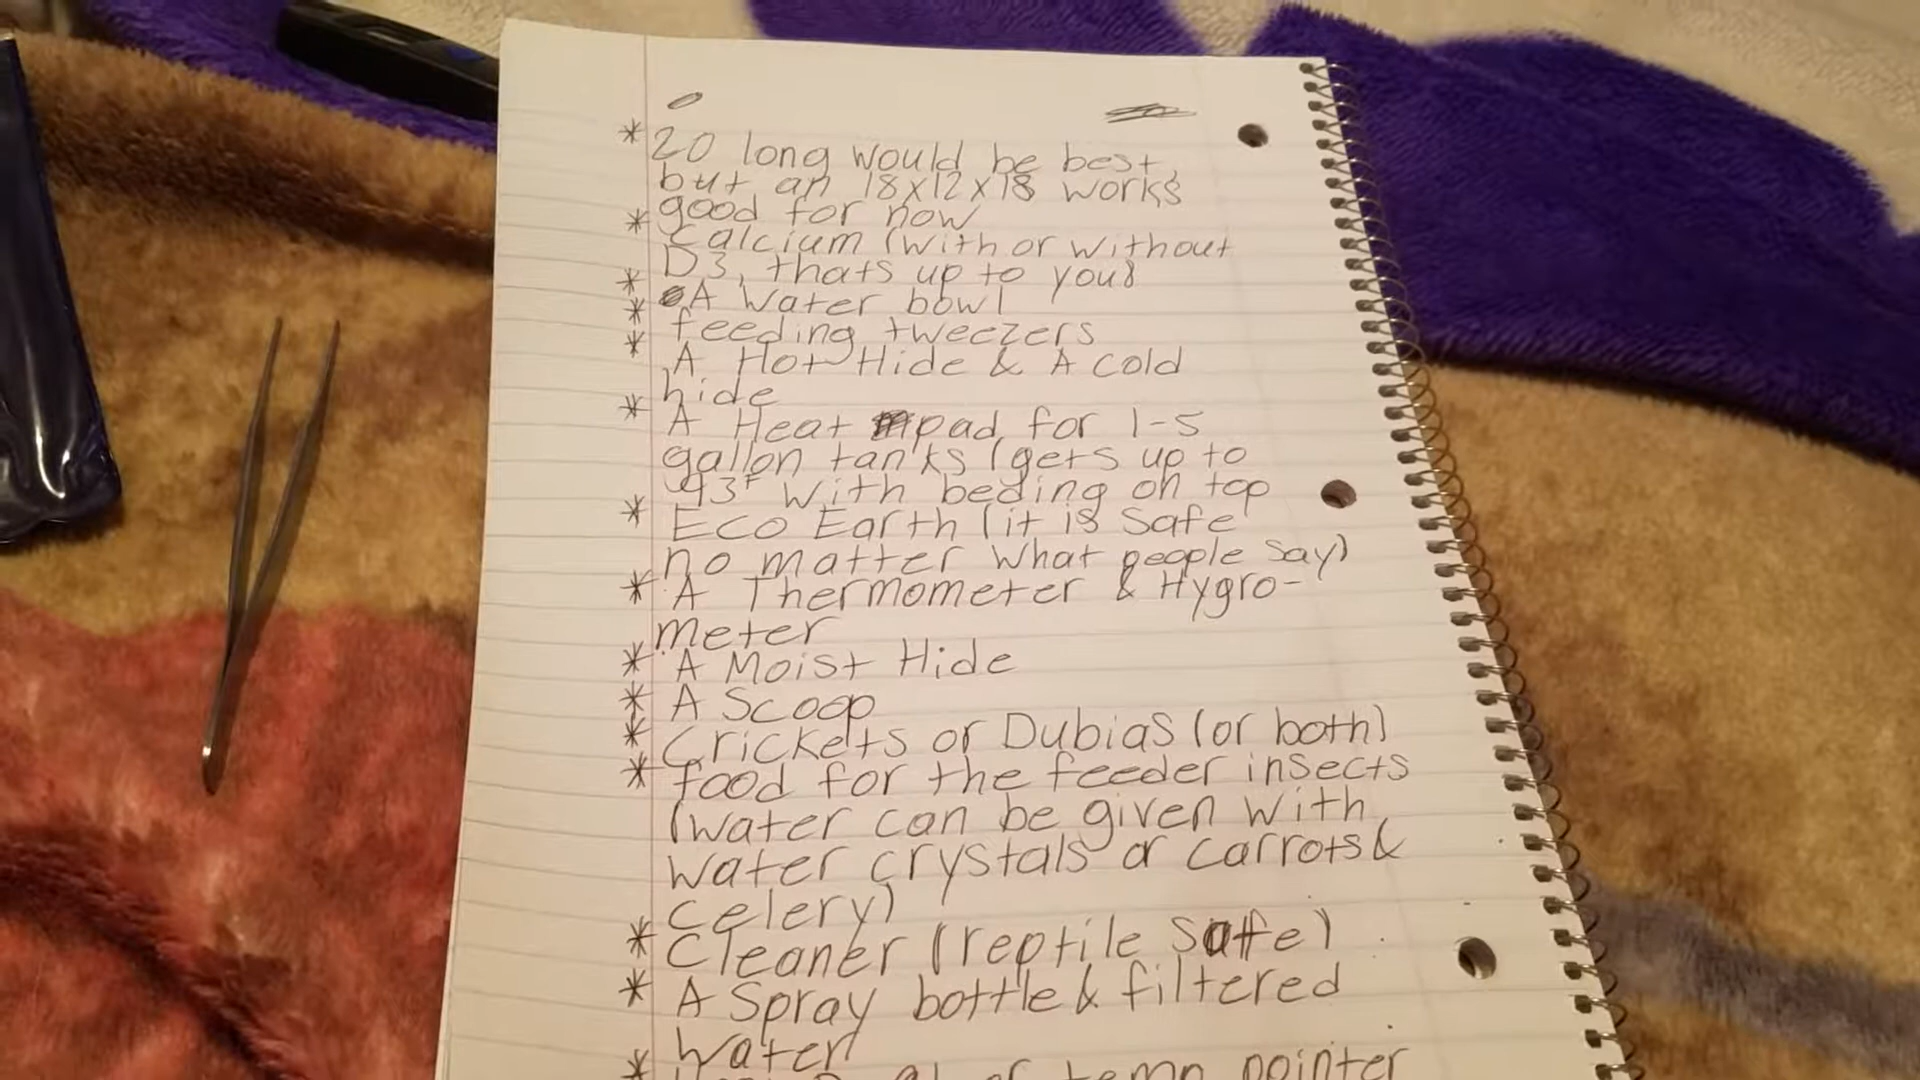 * 20 long would be best,
but an 18x12x18 works
good for now
* Calcium (with or without
D3, thats up to you)
* A Water bowl
* feeding tweezers
* A Hot Hide & A cold
hide
* A Heat pad, for 1-5
gallon tanks (gets up to
93F with beding on top
* Eco Earth (it is safe
no matter what people say)
* A Thermometer & Hygro-
meter
* A Moist Hide
* A Scoop
* Crickets or Dubias (or both)
* food for the feeder insects
(water can be given with
water crystals or carrots &
celery)
* Cleaner (reptile safe)
* A Spray bottle & filtered
Water
* temp pointer